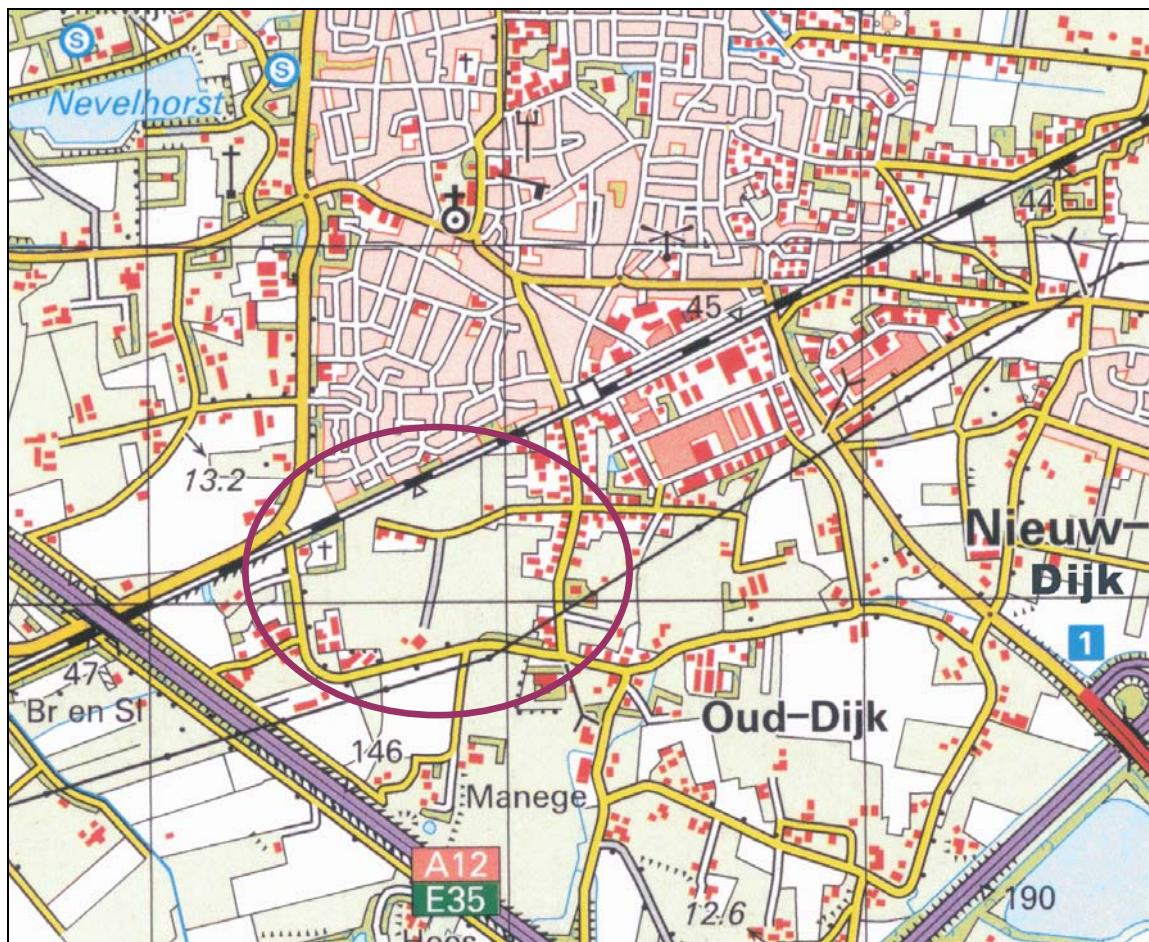 S
S
Nevelhorst
44
45
13.2
Nieuw-
Dijk
1
47
Br en Sl
Oud-Dijk
146
Manege
A12
E35
190
12.6